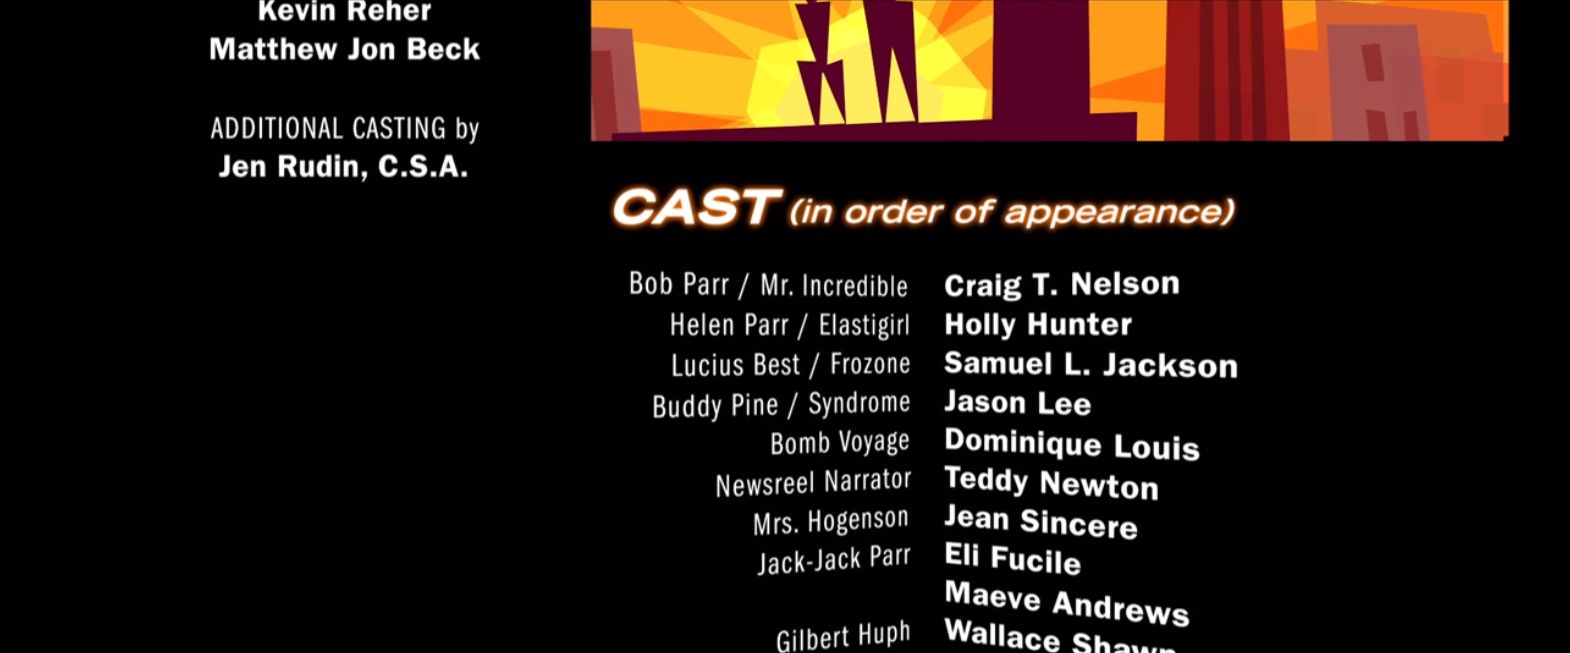 Kevin Reher
Matthew Jon Beck
ADDITIONAL CASTING by
Jen Rudin, C.S.A.
CAST (in order of appearance)
Bob Parr / Mr. Incredible Craig T. Nelson
Helen Parr / Elastigirl Holly Hunter
Lucius Best / Frozone Samuel L. Jackson
Buddy Pine / Syndrome Jason Lee
Bomb Voyage Dominique Louis
Newsreel Narrator Teddy Newton
Mrs. Hogenson Jean Sincere
Jack-Jack Parr Eli Fucile
Maeve Andrews
Gilbert Huph Wallace Shawn